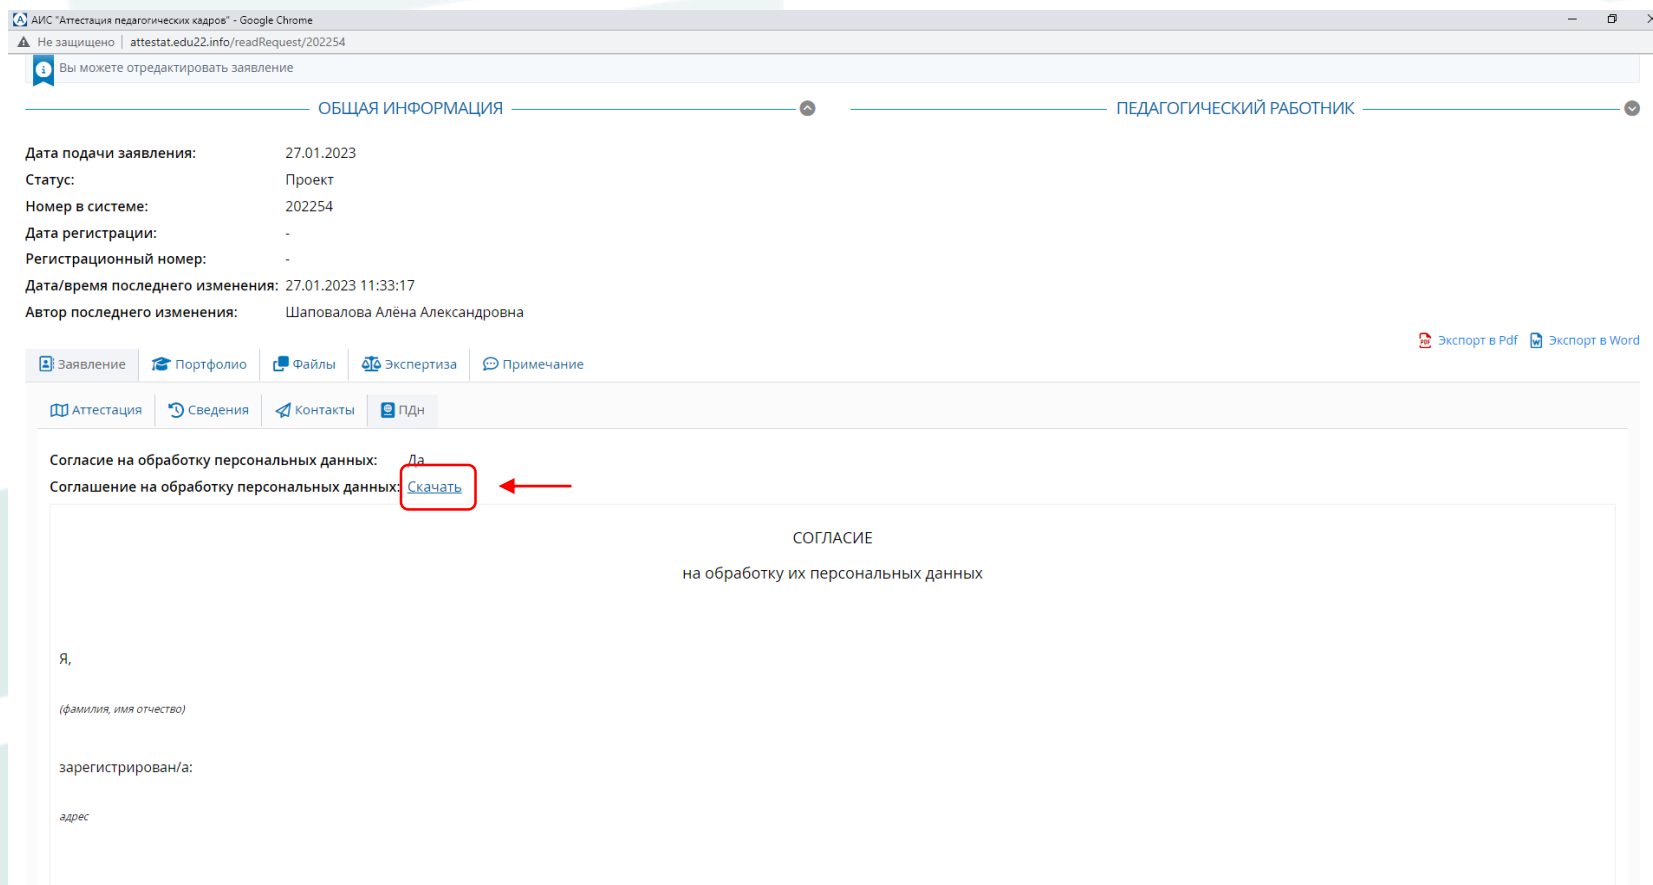 АИС "Аттестация педагогических кадров" - Google Chrome
Не защищено | attestat.edu22.info/readRequest/202254
Вы можете отредактировать заявление
ОБЩАЯ ИНФОРМАЦИЯ
ПЕДАГОГИЧЕСКИЙ РАБОТНИК
Дата подачи заявления: 27.01.2023
Статус: Проект
Номер в системе: 202254
Дата регистрации: -
Регистрационный номер: -
Дата/время последнего изменения: 27.01.2023 11:33:17
Автор последнего изменения: Шаповалова Алёна Александровна
Экспорт в Pdf Экспорт в Word
Заявление Портфолио Файлы Экспертиза Примечание
Аттестация Сведения Контакты ПДн
Согласие на обработку персональных данных: Да
Соглашение на обработку персональных данных: Скачать
СОГЛАСИЕ
на обработку их персональных данных
Я,
(фамилия, имя отчество)
зарегистрирован/а:
адрес